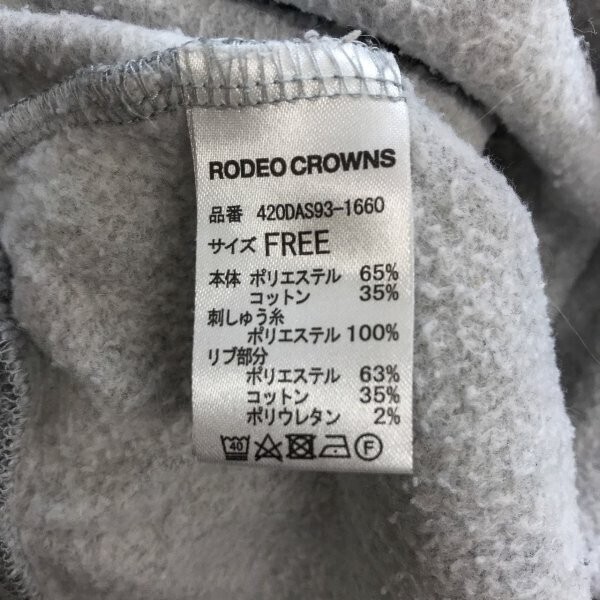 RODEO CROWNS
品番 420DAS93-1660
サイズ FREE
本体 ポリエステル 65%
コットン 35%
刺しゅう糸
ポリエステル 100%
リブ部分
ポリエステル 63%
コットン 35%
ポリウレタン 2%
40 F